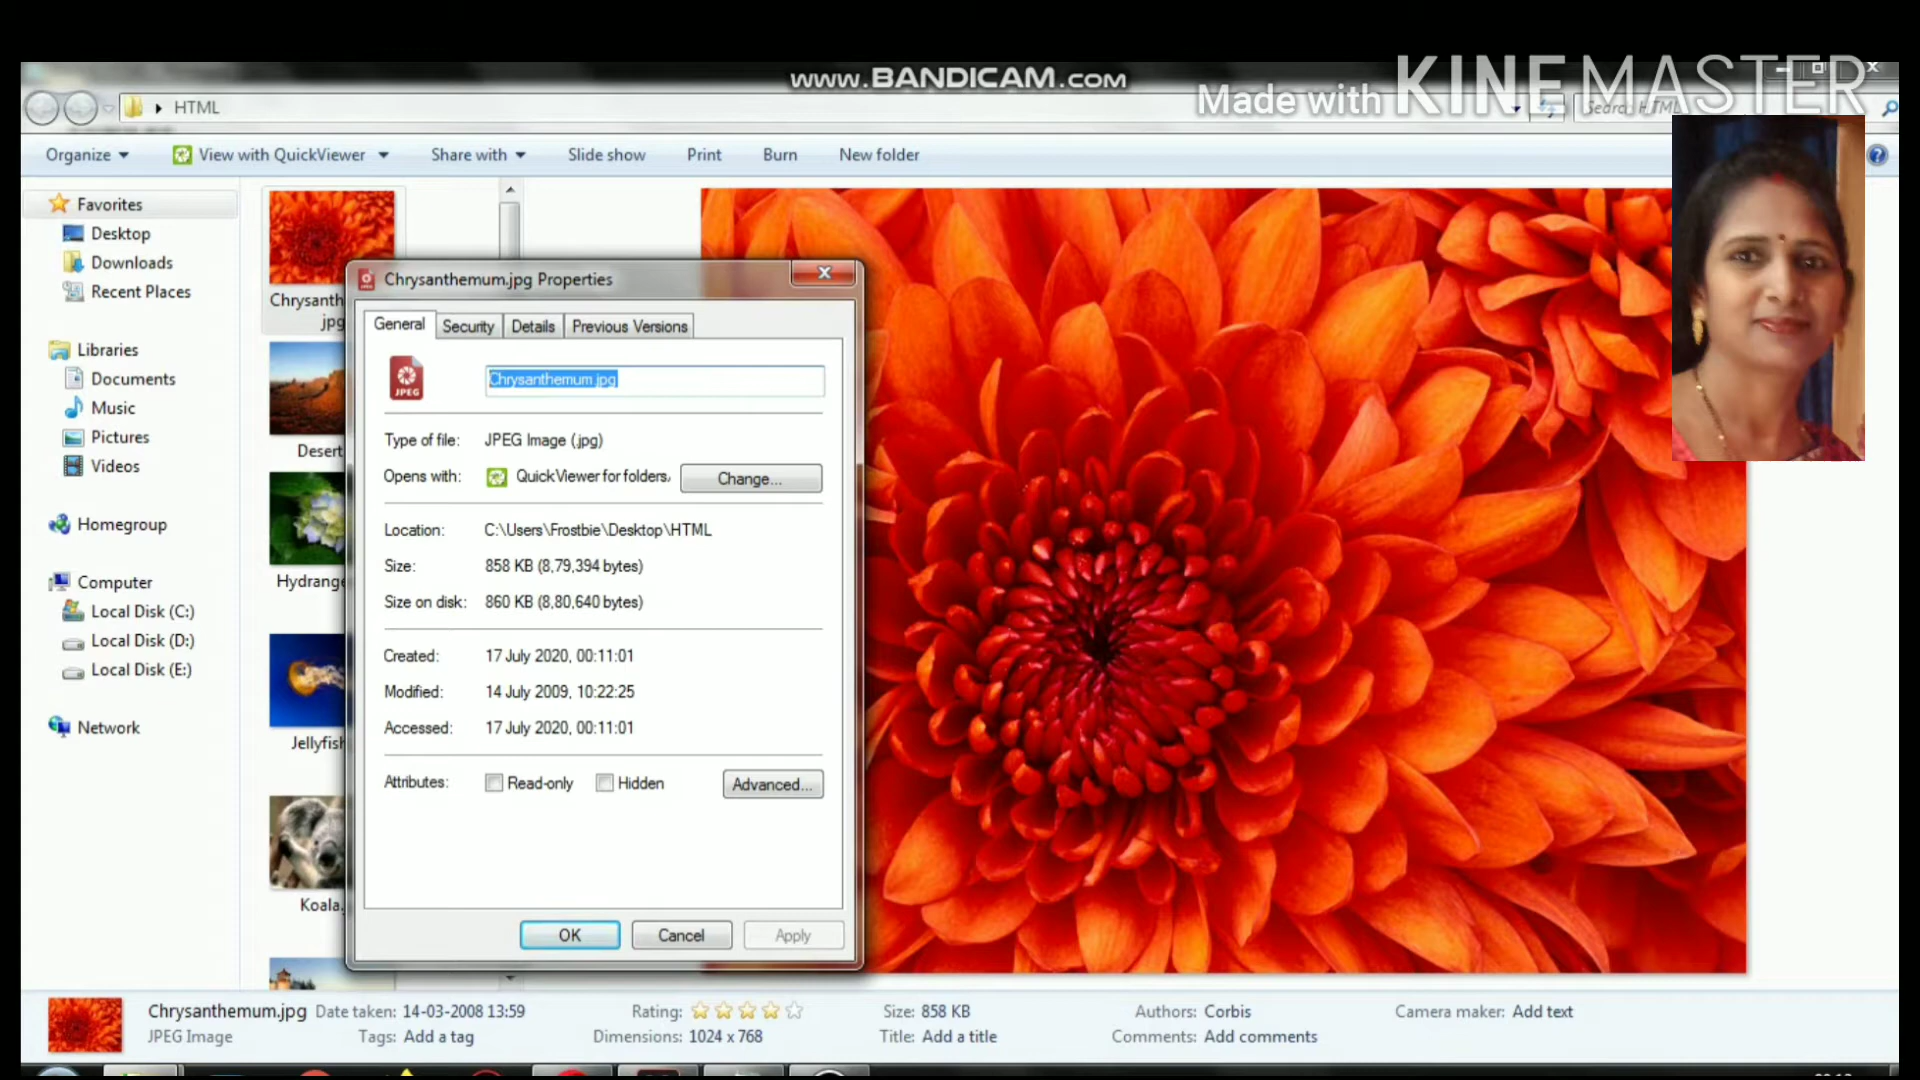 www.BANDICAM.com
Made with KINEMASTER
HTML
Search HTML
Organize View with QuickViewer Share with Slide show Print Burn New folder
Favorites
Desktop
Downloads
Recent Places
Libraries
Documents
Music
Pictures
Videos
Homegroup
Computer
Local Disk (C:)
Local Disk (D:)
Local Disk (E:)
Network
Chrysanth
jpg
Desert
Hydrange
Jellyfish
Koala.
Chrysanthemum.jpg Properties
General Security Details Previous Versions
JPEG
Chrysanthemum.jpg
Type of file: JPEG Image (.jpg)
Opens with: QuickViewer for folders, Change...
Location: C:\Users\Frostbie\Desktop\HTML
Size: 858 KB (8,79,394 bytes)
Size on disk: 860 KB (8,80,640 bytes)
Created: 17 July 2020, 00:11:01
Modified: 14 July 2009, 10:22:25
Accessed: 17 July 2020, 00:11:01
Attributes: Read-only Hidden Advanced...
OK Cancel Apply
Chrysanthemum.jpg Date taken: 14-03-2008 13:59 Rating: Size: 858 KB Authors: Corbis Camera maker: Add text
JPEG Image Tags: Add a tag Dimensions: 1024 x 768 Title: Add a title Comments: Add comments